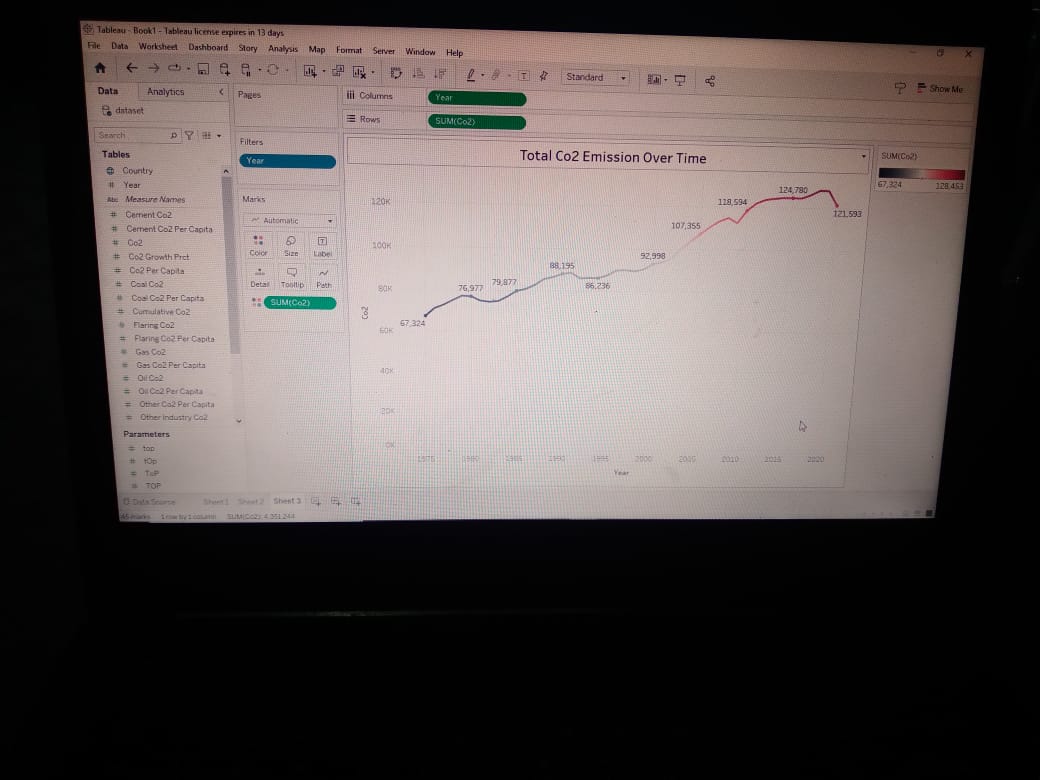 Tableau - Book1 - Tableau license expires in 13 days
File Data Worksheet Dashboard Story Analysis Map Format Server Window Help
Standard
Show Me
Data Analytics
dataset
Search
Tables
Country
Year
Abc Measure Names
# Cement Co2
# Cement Co2 Per Capita
# Co2
# Co2 Growth Prct
# Co2 Per Capita
# Coal Co2
# Coal Co2 Per Capita
# Cumulative Co2
# Flaring Co2
# Flaring Co2 Per Capita
# Gas Co2
# Gas Co2 Per Capita
# Oil Co2
# Oil Co2 Per Capita
# Other Co2 Per Capita
# Other Industry Co2
Parameters
# top
# tOp
# ToP
# TOP
Pages
Filters
Year
Marks
Automatic
Color Size Label
Detail Tooltip Path
SUM(Co2)
Columns Year
Rows SUM(Co2)
Total Co2 Emission Over Time
120K
100K
80K
60K
40K
20K
0K
Co2
67,324
76,977
79,877
88,195
86,236
92,998
107,355
118,594
124,780
121,593
1975 1980 1985 1990 1995 2000 2005 2010 2015 2020
Year
SUM(Co2)
67,324 128,453
Data Source Sheet 1 Sheet 2 Sheet 3
45 marks 1 row by 1 column SUM(Co2): 4,351,244